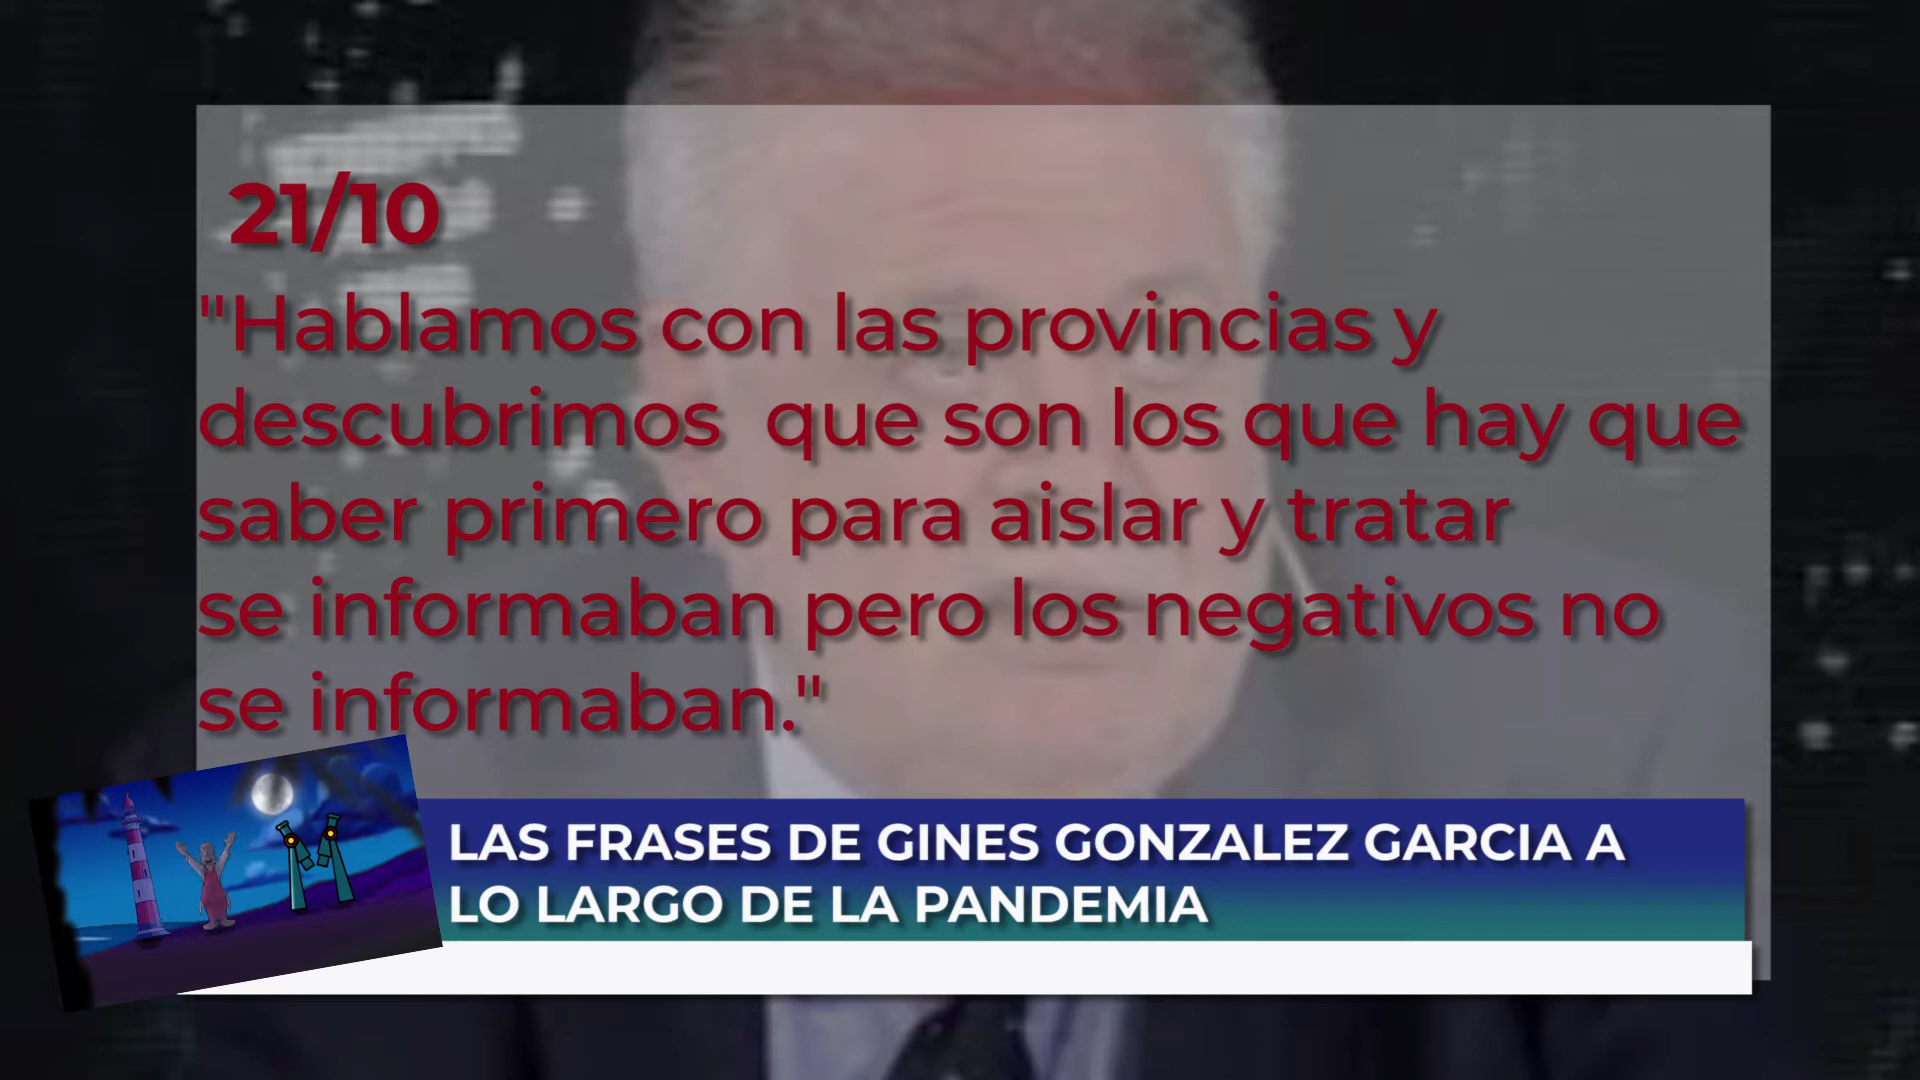 21/10
"Hablamos con las provincias y
descubrimos  que son los que hay que
saber primero para aislar y tratar
se informaban pero los negativos no
se informaban."
LAS FRASES DE GINES GONZALEZ GARCIA A
LO LARGO DE LA PANDEMIA